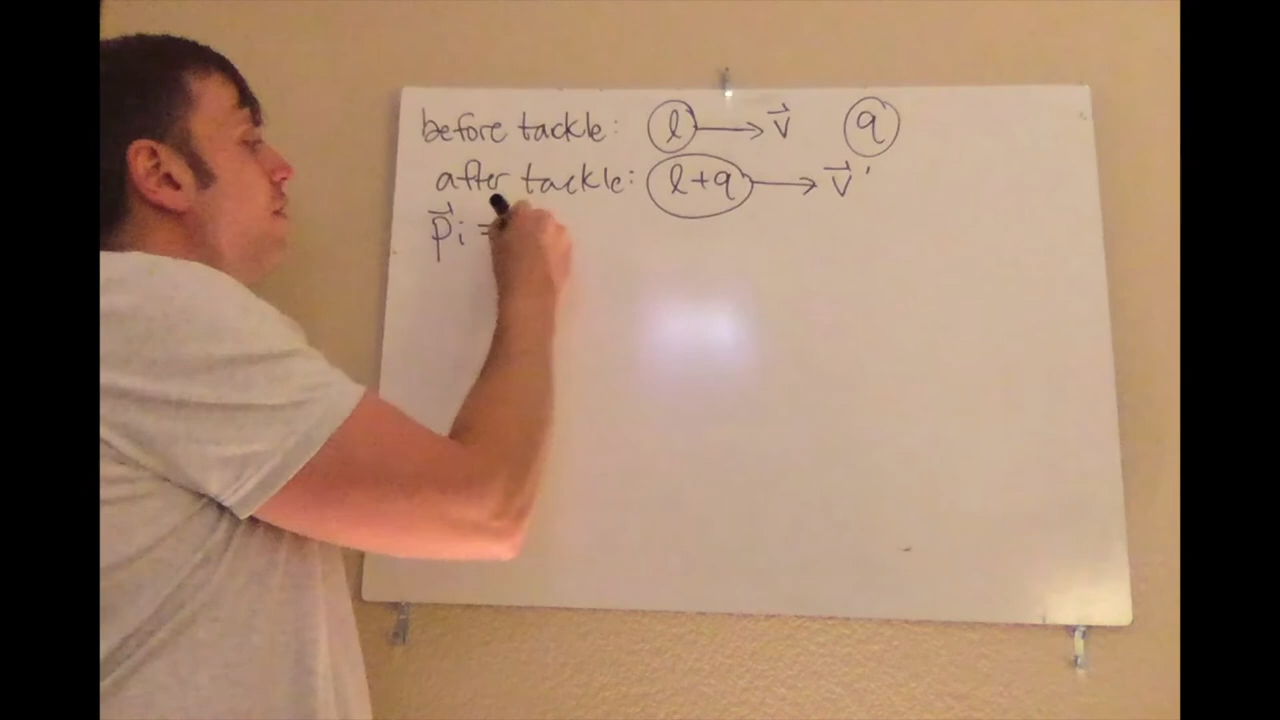 before tackle: l → v⃗ q
after tackle: l+q → v⃗ '
p⃗i =